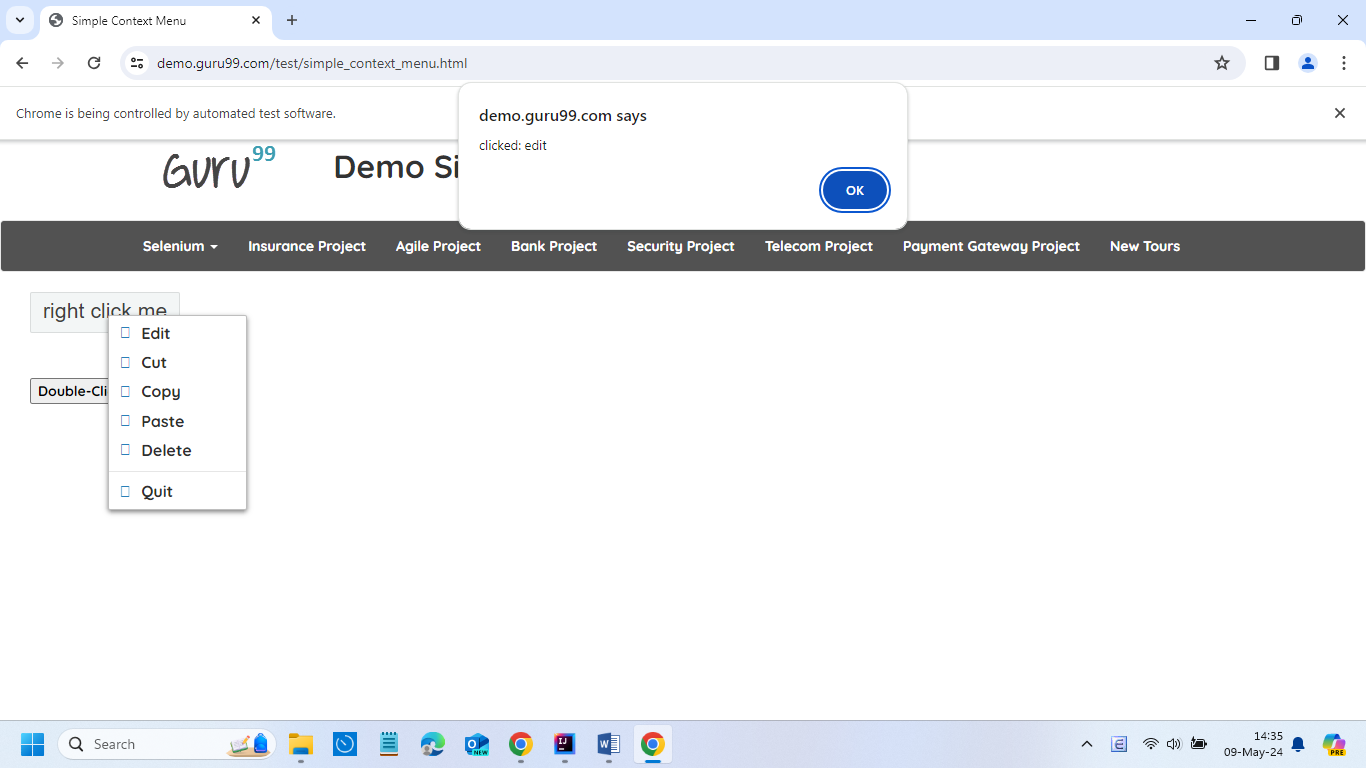 Simple Context Menu
demo.guru99.com/test/simple_context_menu.html
Chrome is being controlled by automated test software.
demo.guru99.com says
clicked: edit
OK
Guru99
Demo Si
Selenium
Insurance Project
Agile Project
Bank Project
Security Project
Telecom Project
Payment Gateway Project
New Tours
right click me
Edit
Cut
Copy
Paste
Delete
Quit
Double-Cli
Search
NEW
IJ
W
14:35
09-May-24
PRE